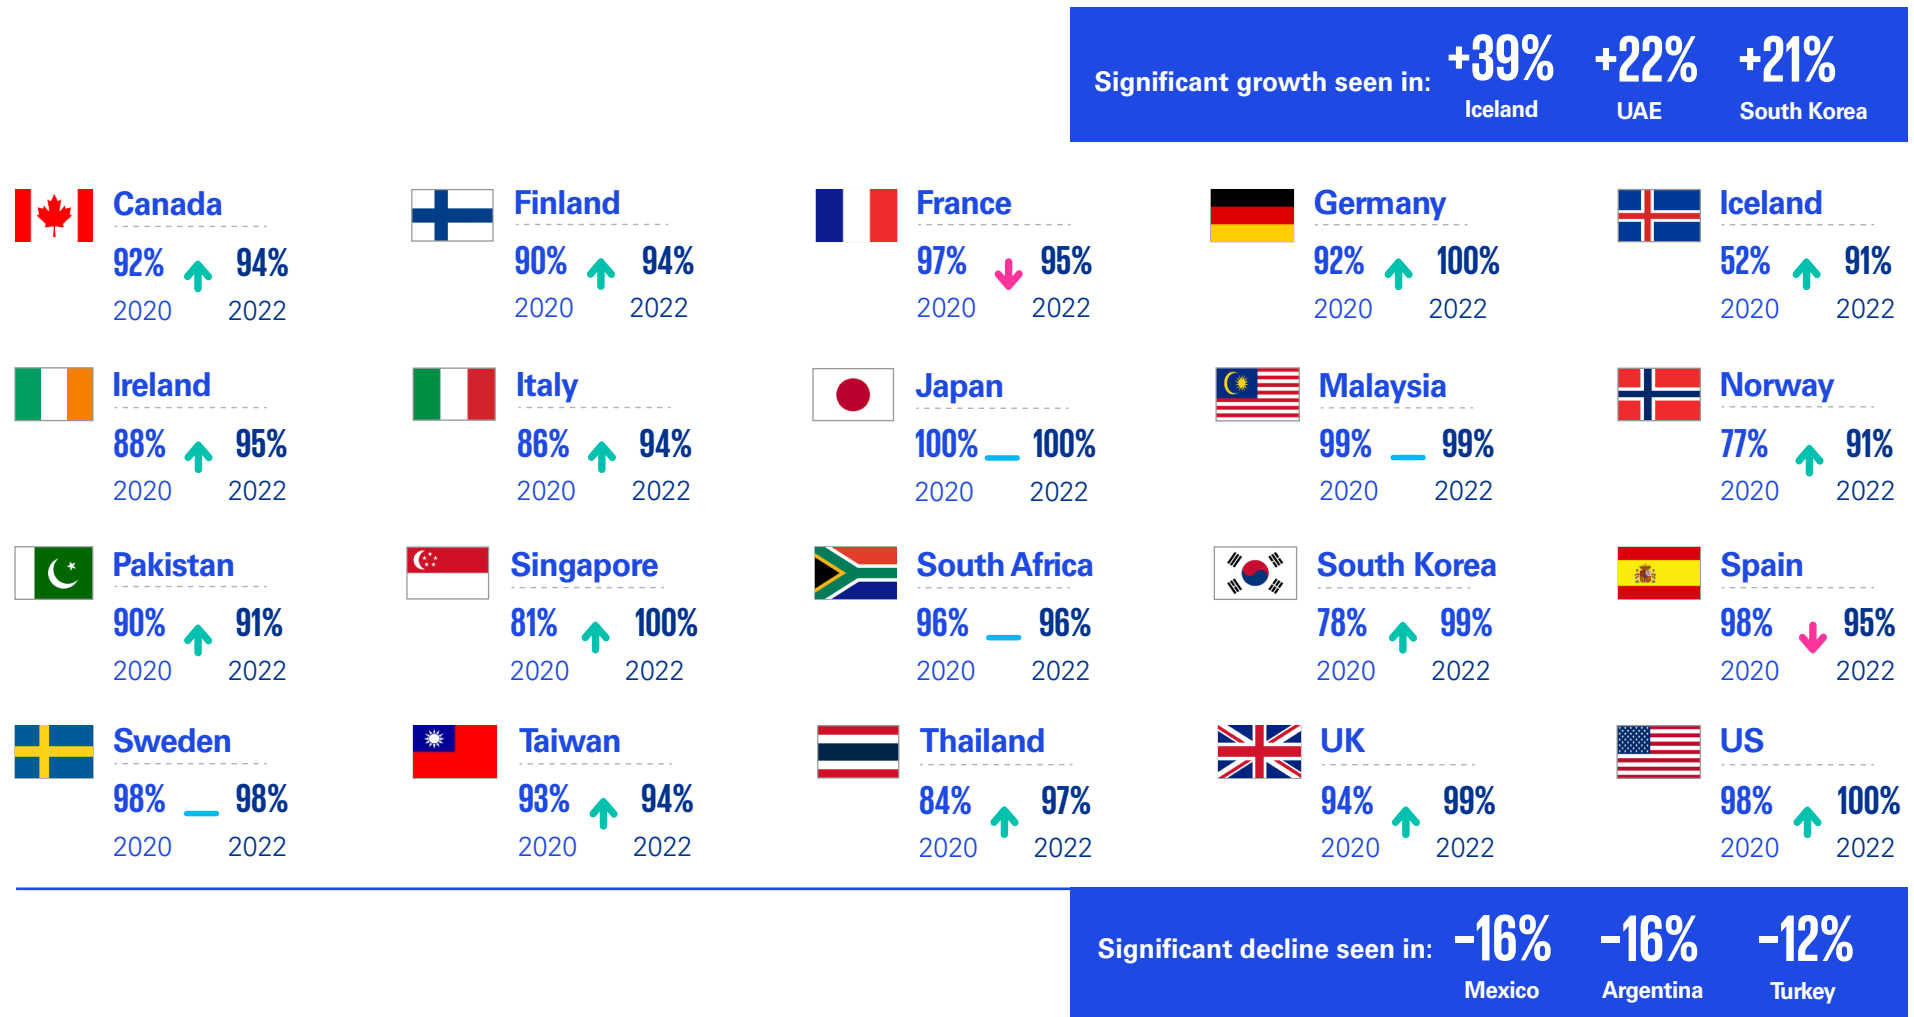 Significant growth seen in:
+39% +22% +21%
Iceland UAE South Korea
Canada Finland France Germany Iceland
92% 94% 90% 94% 97% 95% 92% 100% 52% 91%
2020 2022 2020 2022 2020 2022 2020 2022 2020 2022
Ireland Italy Japan Malaysia Norway
88% 95% 86% 94% 100% 100% 99% 99% 77% 91%
2020 2022 2020 2022 2020 2022 2020 2022 2020 2022
Pakistan Singapore South Africa South Korea Spain
90% 91% 81% 100% 96% 96% 78% 99% 98% 95%
2020 2022 2020 2022 2020 2022 2020 2022 2020 2022
Sweden Taiwan Thailand UK US
98% 98% 93% 94% 84% 97% 94% 99% 98% 100%
2020 2022 2020 2022 2020 2022 2020 2022 2020 2022
Significant decline seen in:
-16% -16% -12%
Mexico Argentina Turkey